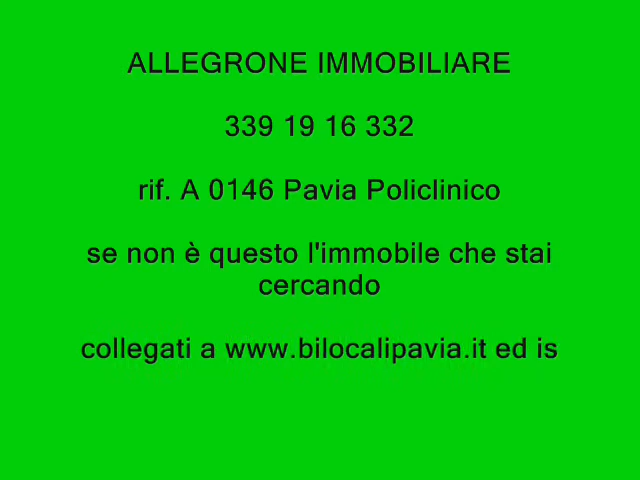 ALLEGRONE IMMOBILIARE
339 19 16 332
rif. A 0146 Pavia Policlinico
se non è questo l'immobile che stai
cercando
collegati a www.bilocalipavia.it ed is